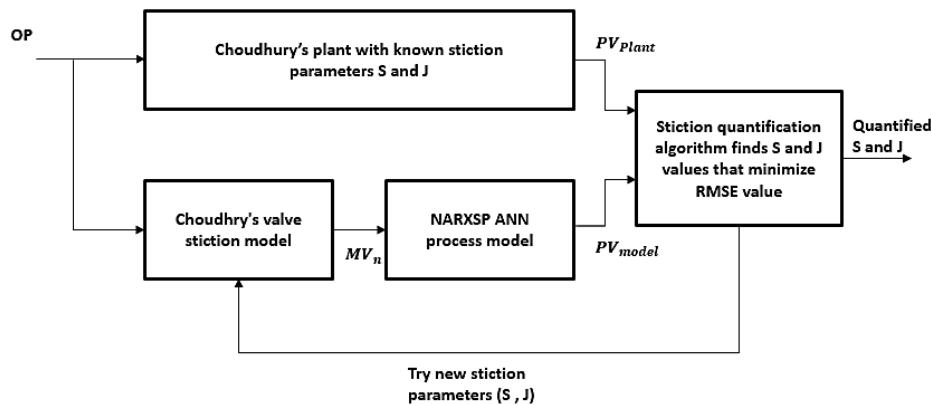 OP
Choudhury's plant with known stiction
parameters S and J
PV_Plant
Stiction quantification
algorithm finds S and J
values that minimize
RMSE value
Quantified
S and J
Choudhry's valve
stiction model
MV_n
NARXSP ANN
process model
PV_model
Try new stiction
parameters (S , J)